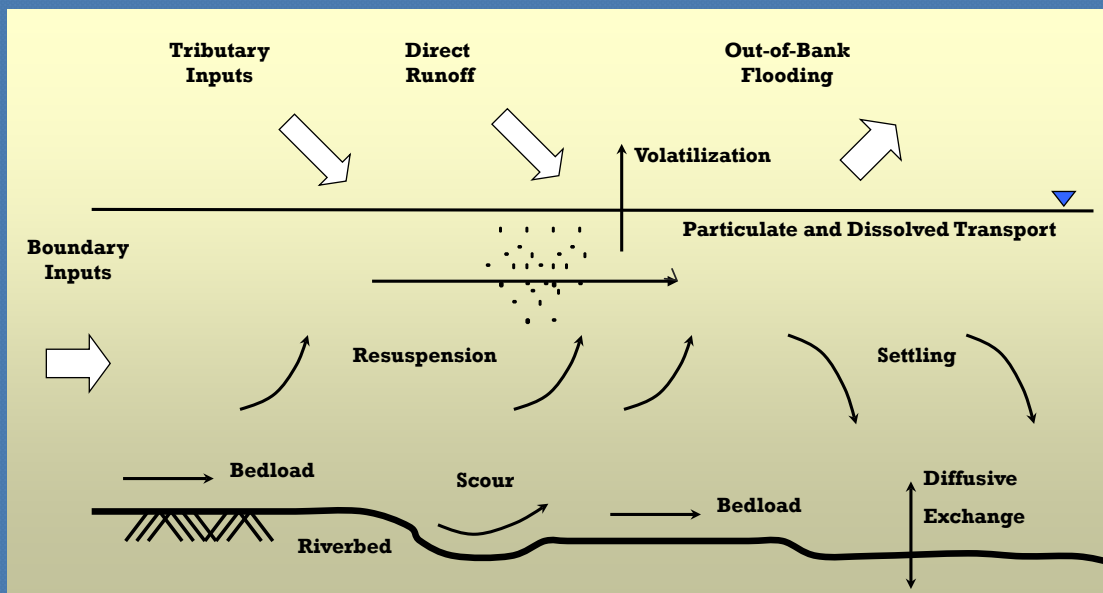 Tributary
Inputs
Direct
Runoff
Out-of-Bank
Flooding
Volatilization
Particulate and Dissolved Transport
Boundary
Inputs
Resuspension
Settling
Bedload
Scour
Diffusive
Exchange
Bedload
Riverbed